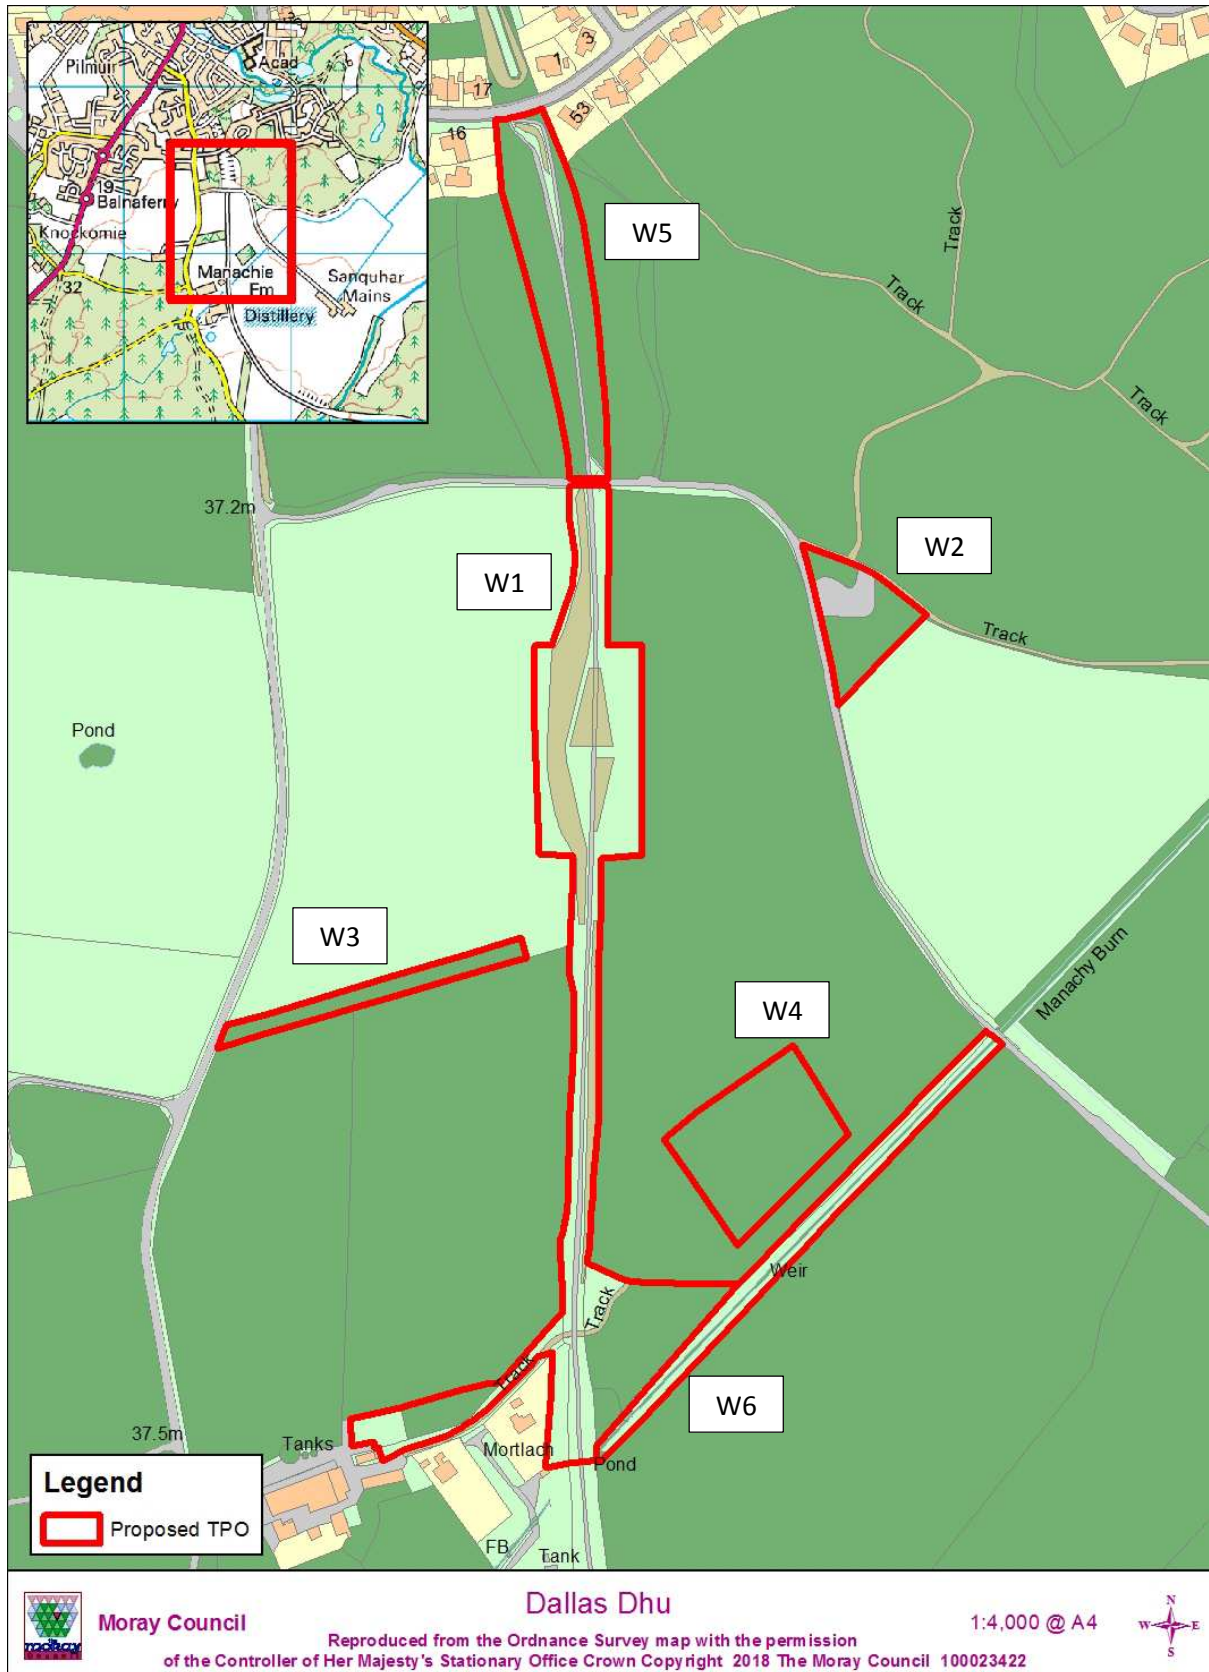 Pilmuir
Acad
19
Balnaferry
Knockomie
32
Manachie
Fm
Sanquhar
Mains
Distillery
1
3
17
53
16
W5
Track
Track
Track
37.2m
W2
W1
Track
Pond
W3
Manachy Burn
W4
Weir
Track
Track
W6
37.5m
Tanks
Mortlach
Pond
FB
Tank
Legend
Proposed TPO
Moray Council
Dallas Dhu
1:4,000 @ A4
N
W
E
S
Reproduced from the Ordnance Survey map with the permission
of the Controller of Her Majesty's Stationary Office Crown Copyright 2018 The Moray Council 100023422